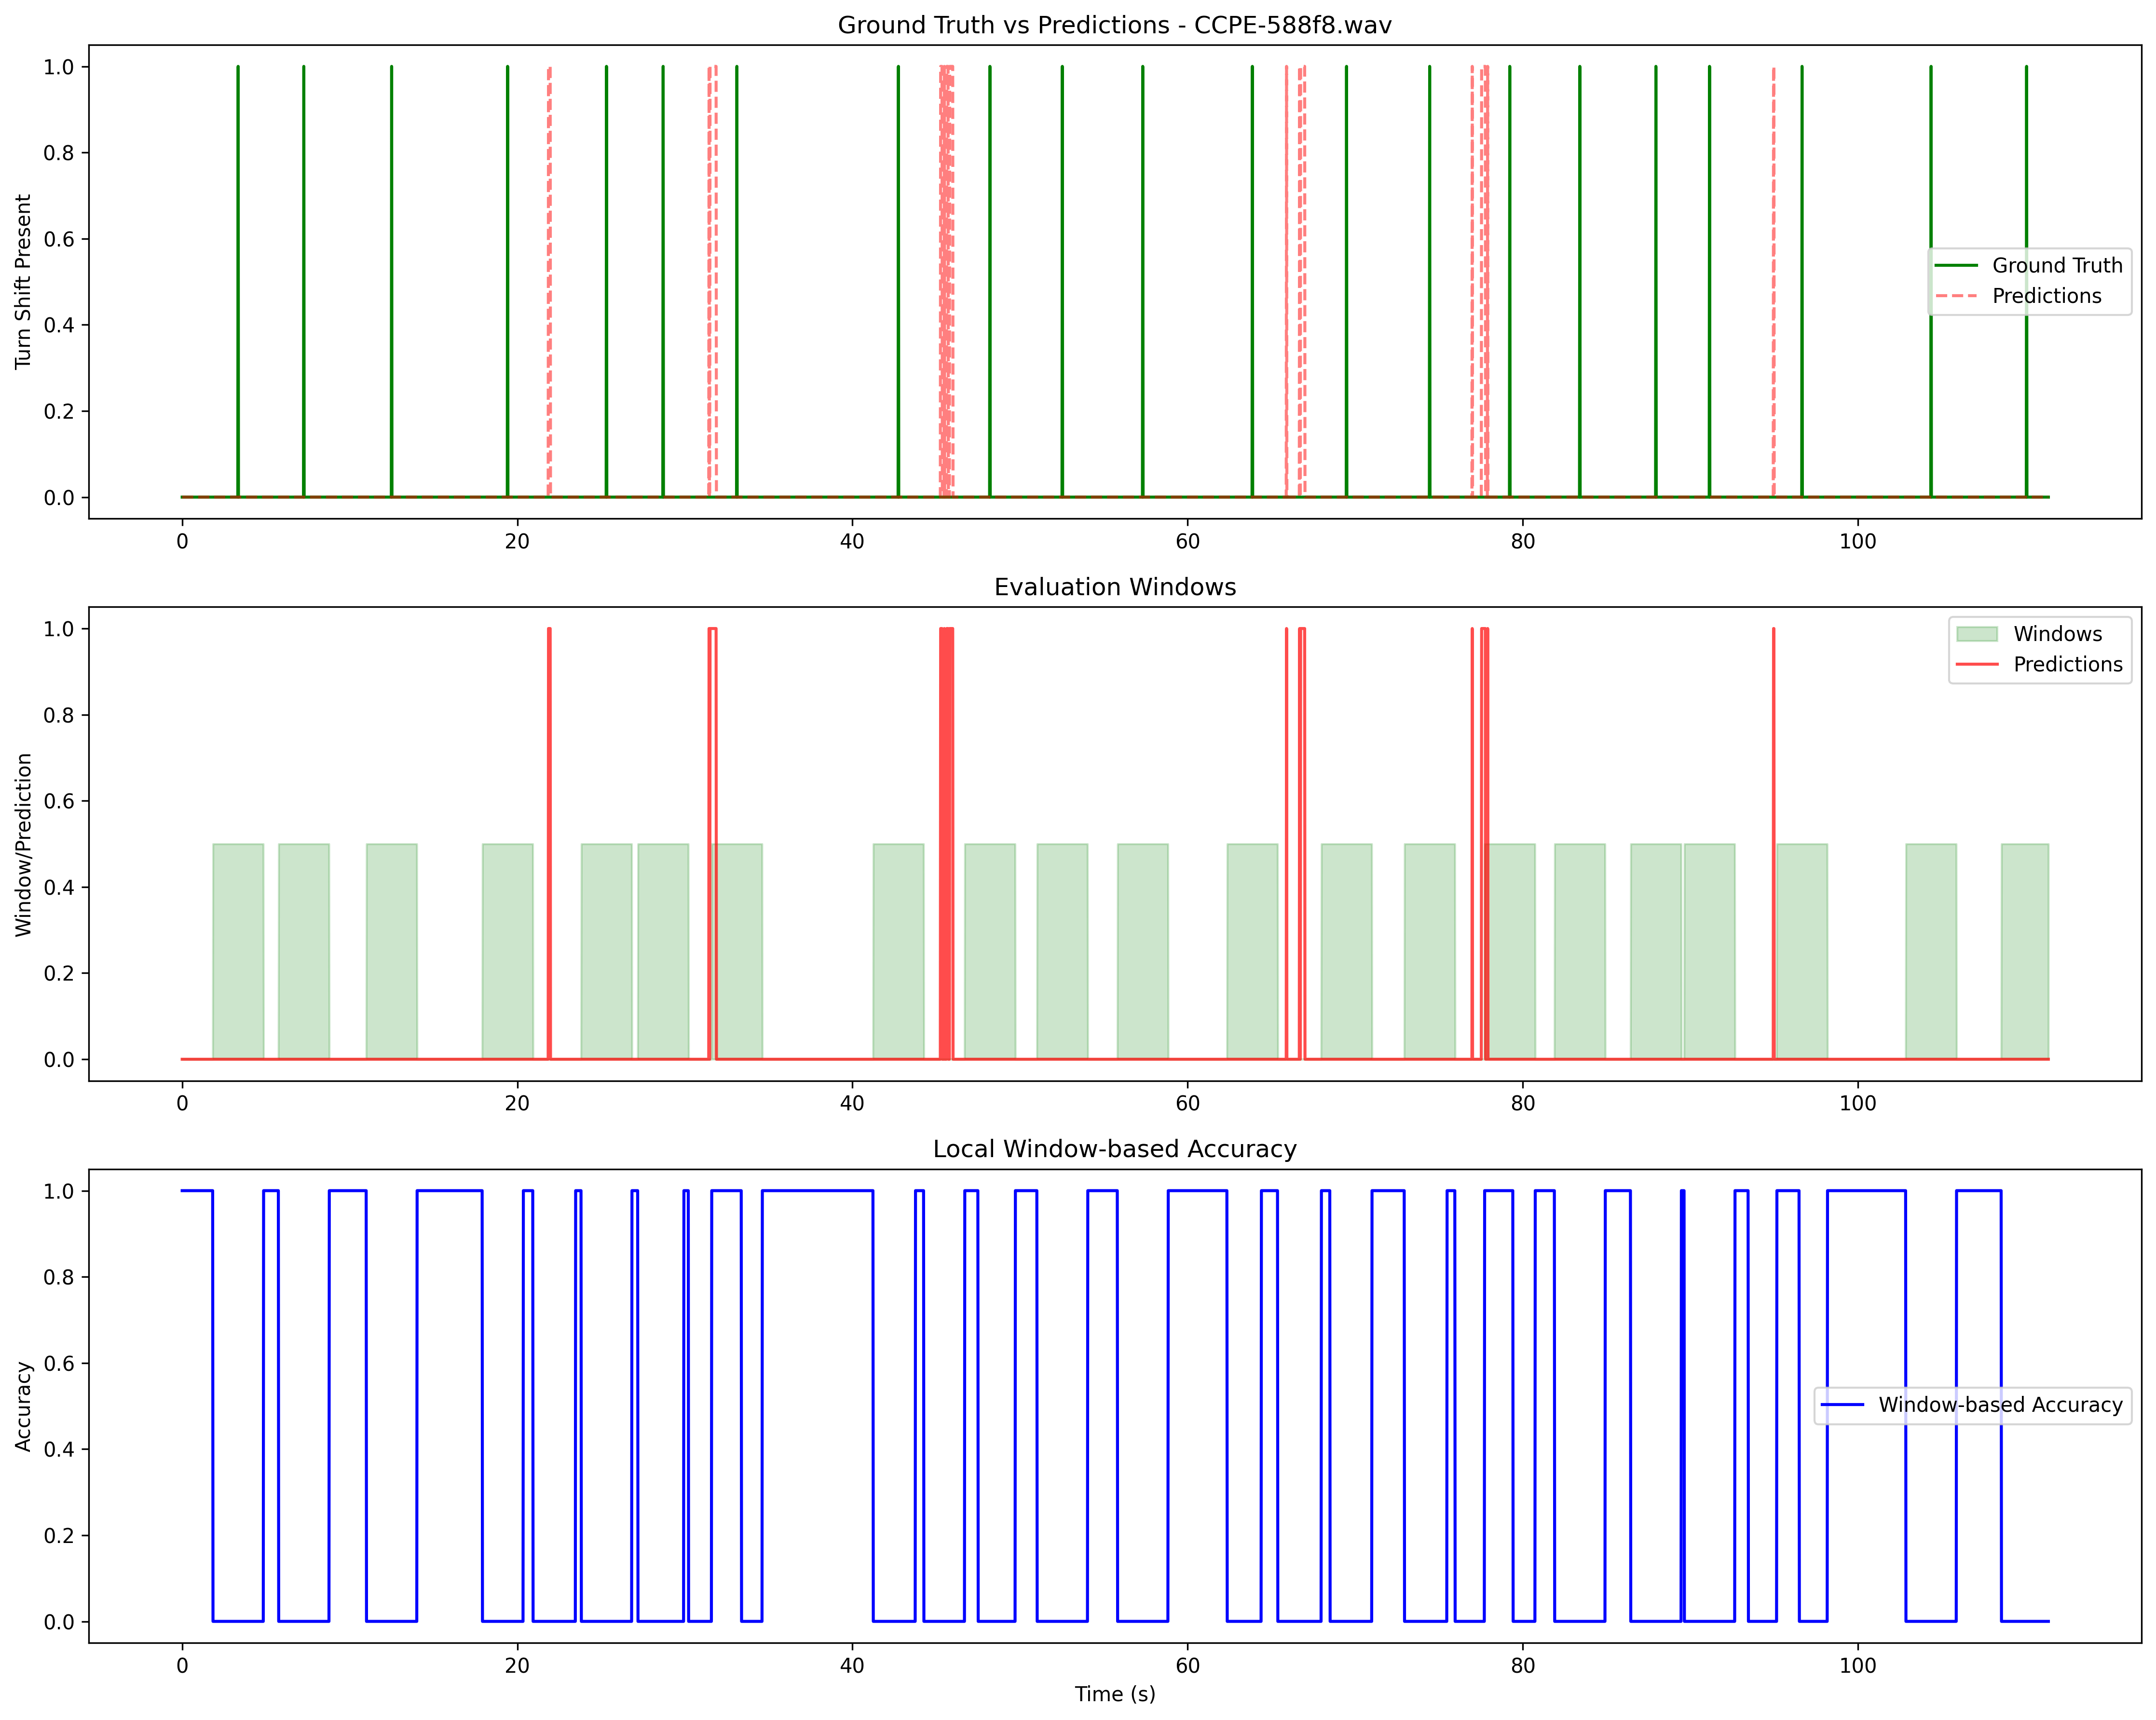 Ground Truth vs Predictions - CCPE-588f8.wav
1.0
0.8
0.6
0.4
0.2
0.0
Turn Shift Present
Ground Truth
Predictions
0 20 40 60 80 100
Evaluation Windows
1.0
0.8
0.6
0.4
0.2
0.0
Window/Prediction
Windows
Predictions
0 20 40 60 80 100
Local Window-based Accuracy
1.0
0.8
0.6
0.4
0.2
0.0
Accuracy
Window-based Accuracy
0 20 40 60 80 100
Time (s)